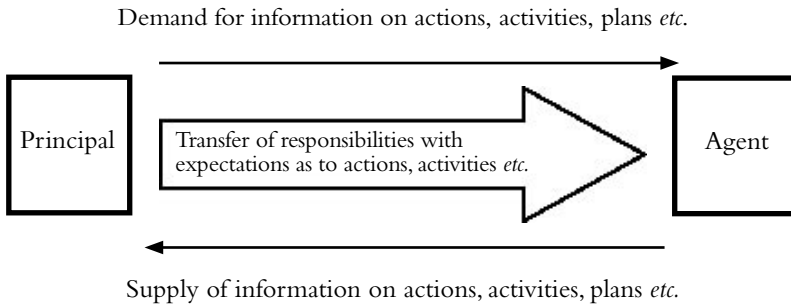 Demand for information on actions, activities, plans etc.
Principal
Transfer of responsibilities with
expectations as to actions, activities etc.
Agent
Supply of information on actions, activities, plans etc.